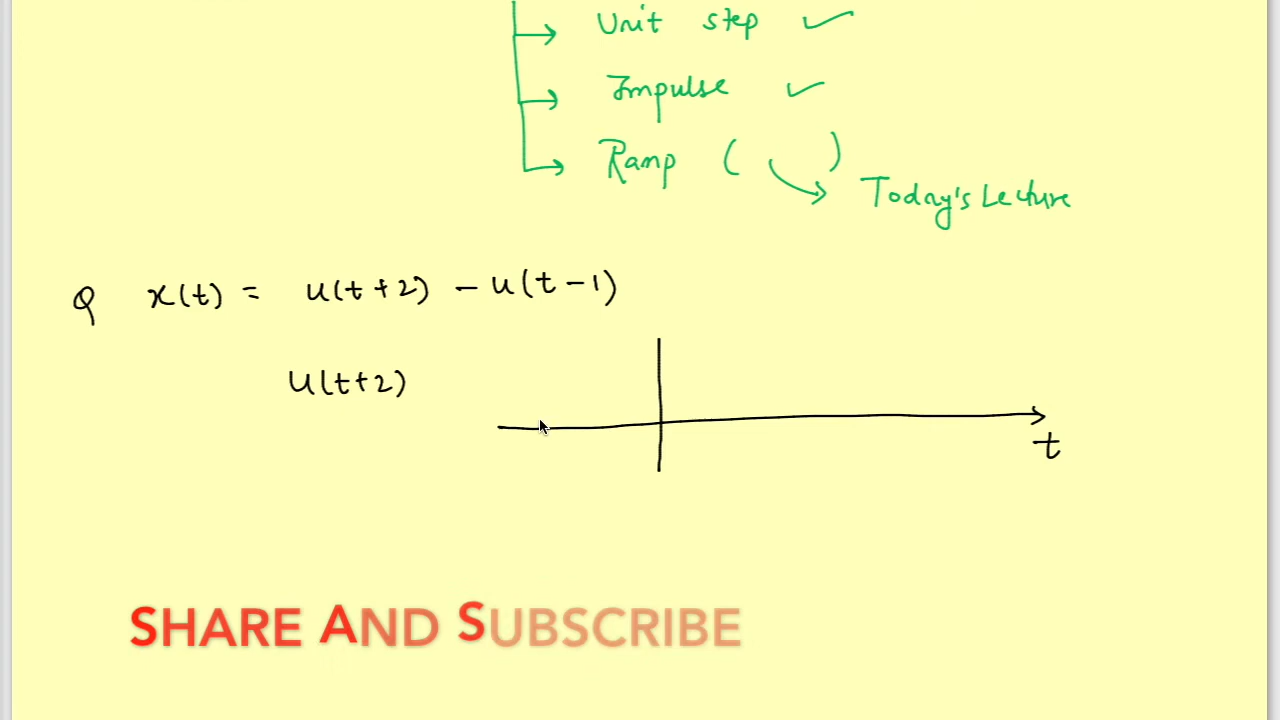 Unit step
Impulse
Ramp ( )
Today's Lecture
Q x(t) = u(t+2) - u(t-1)
u(t+2)
t
SHARE AND SUBSCRIBE